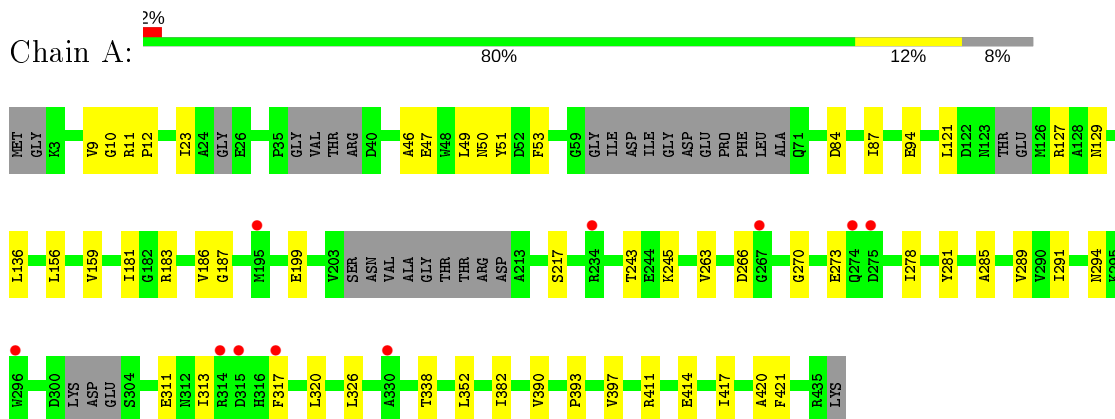 2%
Chain A:
80% 12% 8%
MET GLY K3 V9 G10 R11 P12 I23 A24 GLY E26 P35 GLY VAL THR ARG D40 A46 E47 W48 L49 N50 Y51 D52 F53 G59 GLY ILE ASP ILE GLY ASP GLU PRO PHE LEU ALA Q71 D84 I87 E94 L121 D122 N123 THR GLU M126 R127 A128 N129
L136 L156 V159 I181 G182 R183 V186 G187 M195 E199 V203 SER ASN VAL ALA GLY THR THR ARG ASP A213 S217 R234 T243 E244 K245 V263 D266 G267 G270 E273 Q274 D275 I278 Y281 A285 V289 V290 I291 N294 K295
W296 D300 LYS ASP GLU S304 E311 N312 I313 R314 D315 H316 F317 L320 L326 A330 T338 L352 I382 V390 P393 V397 R411 E414 I417 A420 F421 R435 LYS